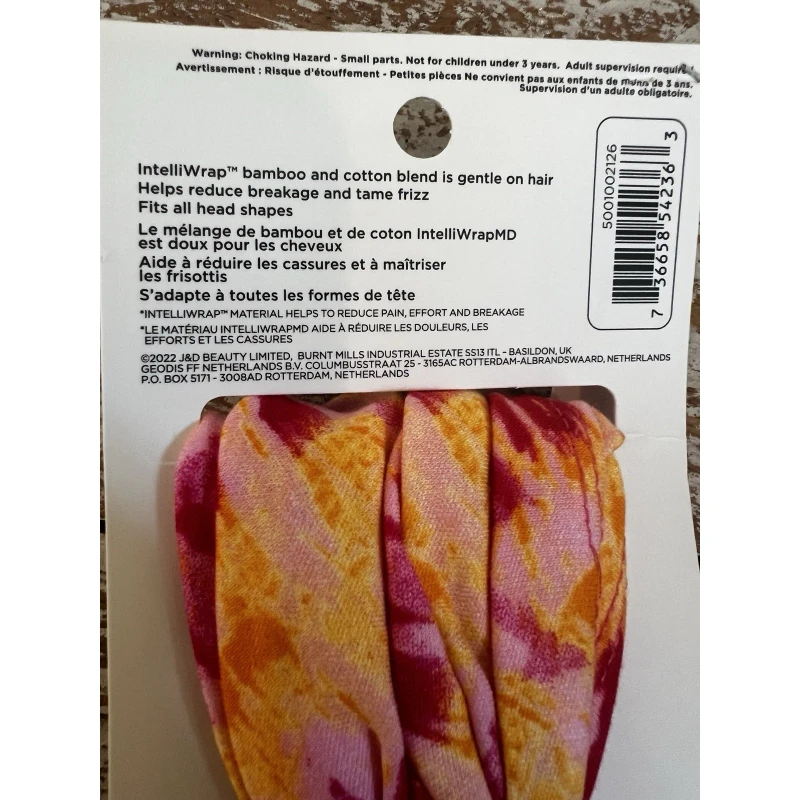 Warning: Choking Hazard - Small parts. Not for children under 3 years. Adult supervision
Avertissement : Risque d'étouffement - Petites pièces Ne convient pas aux enfants de moins de 3 ans.
Supervision d'un adulte obligatoire.
IntelliWrap™ bamboo and cotton blend is gentle on hair
Helps reduce breakage and tame frizz
Fits all head shapes
Le mélange de bambou et de coton IntelliWrapMD
est doux pour les cheveux
Aide à réduire les cassures et à maîtriser
les frisottis
S'adapte à toutes les formes de tête
*INTELLIWRAP™ MATERIAL HELPS TO REDUCE PAIN, EFFORT AND BREAKAGE
*LE MATÉRIAU INTELLIWRAPMD AIDE À RÉDUIRE LES DOULEURS, LES
EFFORTS ET LES CASSURES
©2022 J&D BEAUTY LIMITED, BURNT MILLS INDUSTRIAL ESTATE SS13 ITL - BASILDON, UK
GEODIS FF NETHERLANDS B.V. COLUMBUSSTRAAT 25 - 3165AC ROTTERDAM-ALBRANDSWAARD, NETHERLANDS
P.O. BOX 5171 - 3008AD ROTTERDAM, NETHERLANDS
5001002126
7 36658 54236 3